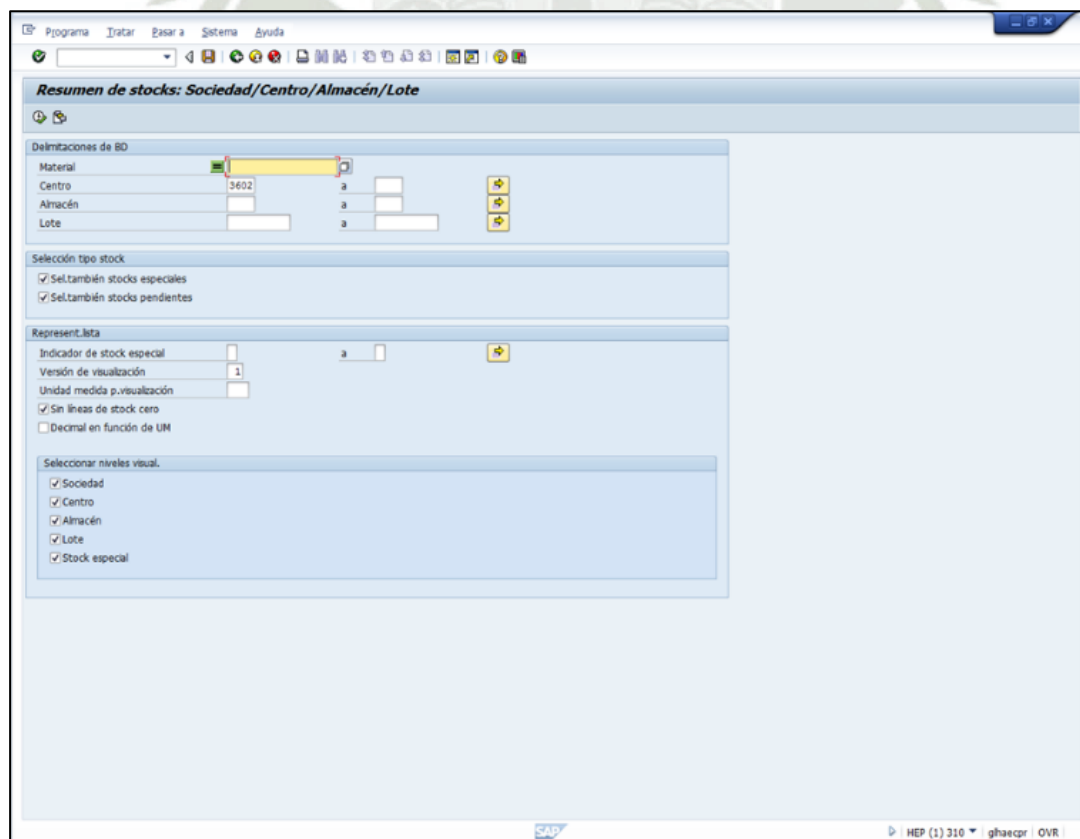 Programa Tratar Pasar a Sistema Ayuda
Resumen de stocks: Sociedad/Centro/Almacén/Lote
Delimitaciones de BD
Material
Centro 3602 a
Almacén a
Lote a
Selección tipo stock
Sel.también stocks especiales
Sel.también stocks pendientes
Represent.lista
Indicador de stock especial a
Versión de visualización 1
Unidad medida p.visualización
Sin líneas de stock cero
Decimal en función de UM
Seleccionar niveles visual.
Sociedad
Centro
Almacén
Lote
Stock especial
SAP HEP (1) 310 glhaecpr OVR